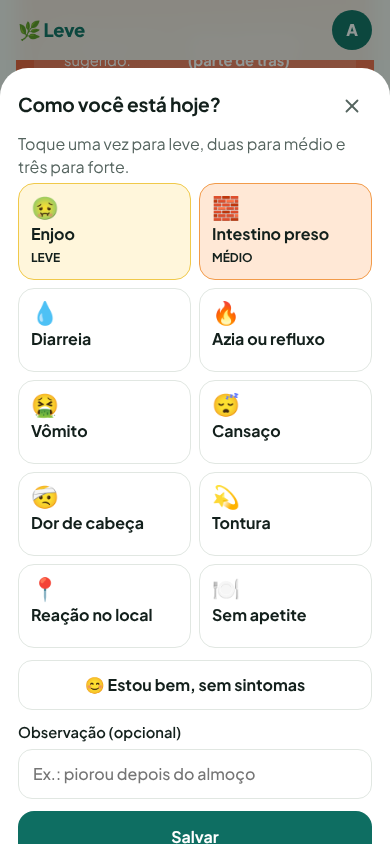 Leve
A
sugerido.
(parte de trás)
Como você está hoje?
Toque uma vez para leve, duas para médio e
três para forte.
Enjoo
LEVE
Intestino preso
MÉDIO
Diarreia
Azia ou refluxo
Vômito
Cansaço
Dor de cabeça
Tontura
Reação no local
Sem apetite
Estou bem, sem sintomas
Observação (opcional)
Ex.: piorou depois do almoço
Salvar